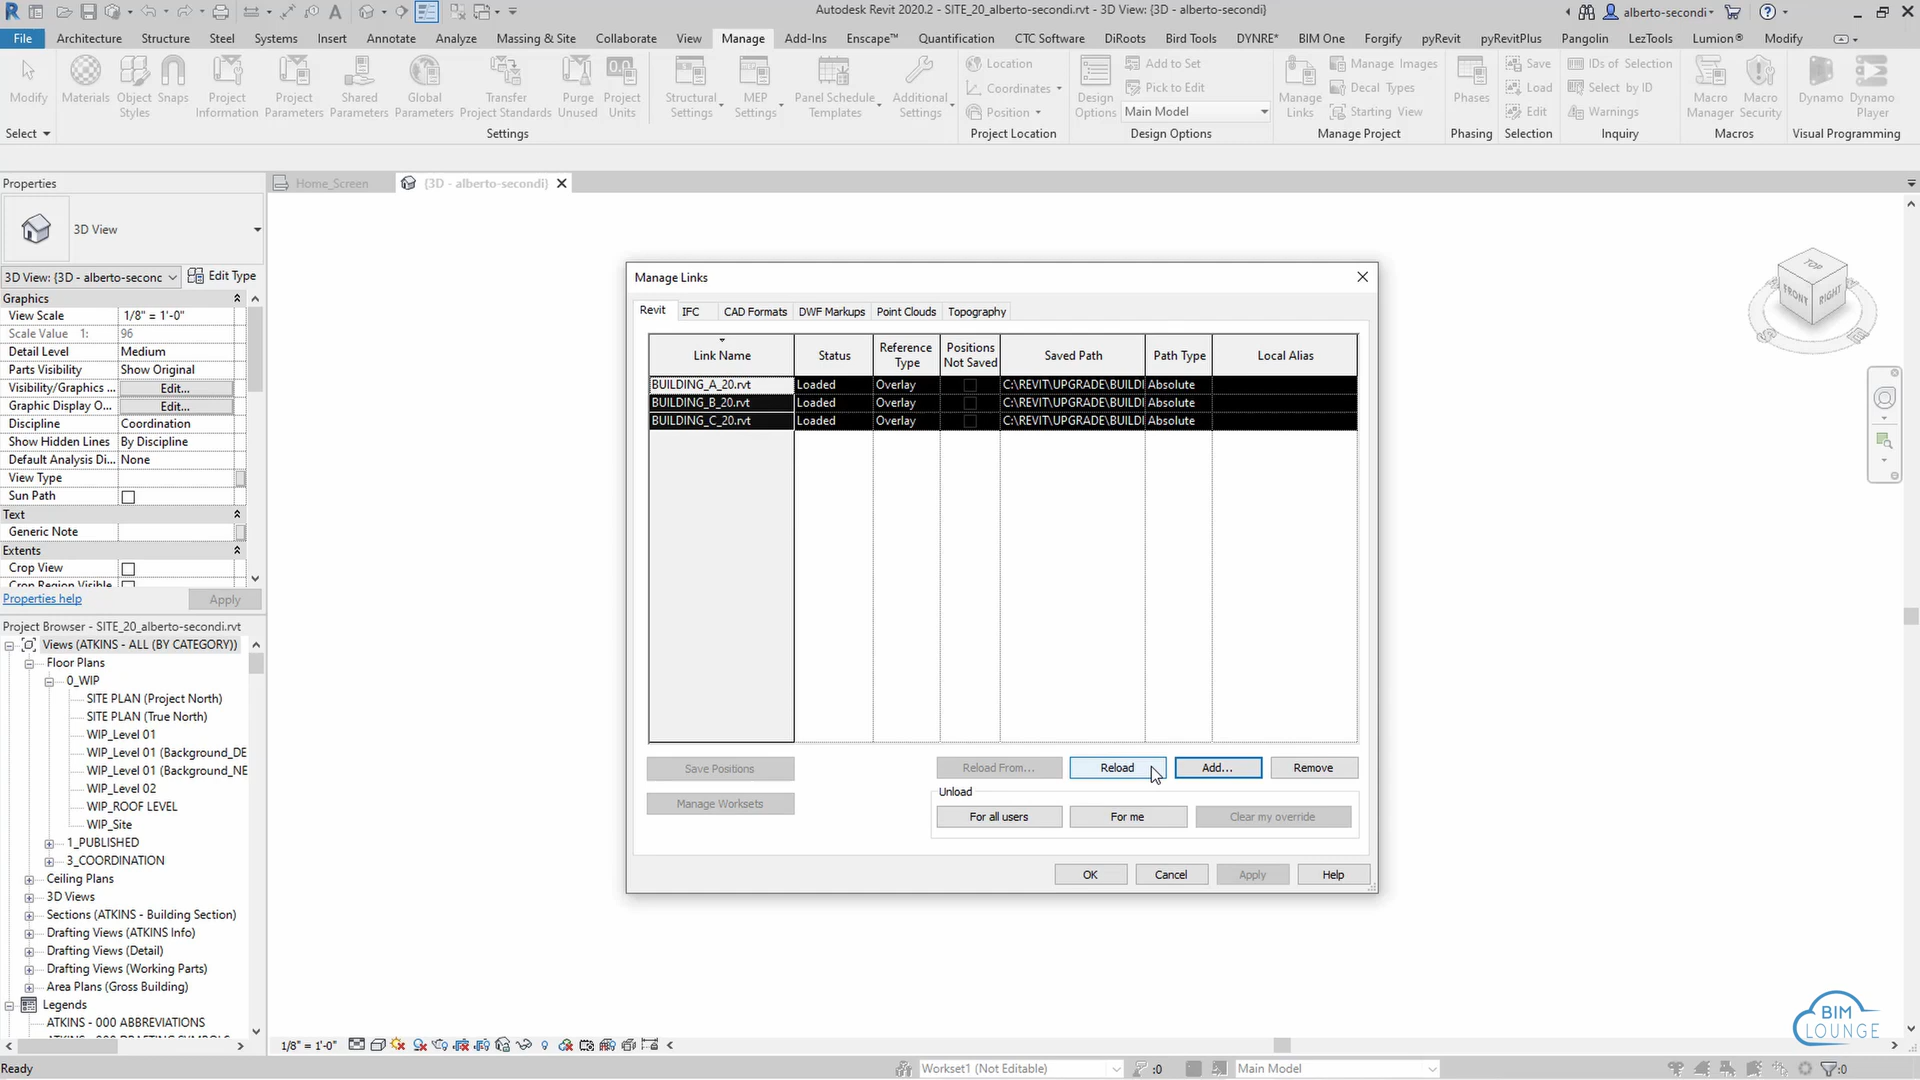 Autodesk Revit 2020.2 - SITE_20_alberto-secondi.rvt - 3D View: {3D - alberto-secondi}
alberto-secondi
File Architecture Structure Steel Systems Insert Annotate Analyze Massing & Site Collaborate View Manage Add-Ins Enscape™ Quantification CTC Software DiRoots Bird Tools DYNRE* BIM One Forgify pyRevit pyRevitPlus Pangolin LezTools Lumion® Modify
Modify
Materials
Object Styles
Snaps
Project Information
Project Parameters
Shared Parameters
Global Parameters
Transfer Project Standards
Purge Unused
Project Units
Structural Settings
MEP Settings
Panel Schedule Templates
Additional Settings
Location
Coordinates
Position
Design Options
Add to Set
Pick to Edit
Main Model
Manage Links
Manage Images
Decal Types
Starting View
Phases
Save
Load
Edit
IDs of Selection
Select by ID
Warnings
Macro Manager
Macro Security
Dynamo
Dynamo Player
Select
Settings
Project Location
Design Options
Manage Project
Phasing
Selection
Inquiry
Macros
Visual Programming
Properties
Home_Screen
{3D - alberto-secondi}
3D View
3D View: {3D - alberto-seconc
Edit Type
Graphics
View Scale 1/8" = 1'-0"
Scale Value 1: 96
Detail Level Medium
Parts Visibility Show Original
Visibility/Graphics ... Edit...
Graphic Display O... Edit...
Discipline Coordination
Show Hidden Lines By Discipline
Default Analysis Di... None
View Type
Sun Path
Text
Generic Note
Extents
Crop View
Crop Region Visible
Properties help
Apply
Project Browser - SITE_20_alberto-secondi.rvt
Views (ATKINS - ALL (BY CATEGORY))
Floor Plans
0_WIP
SITE PLAN (Project North)
SITE PLAN (True North)
WIP_Level 01
WIP_Level 01 (Background_DE
WIP_Level 01 (Background_NE
WIP_Level 02
WIP_ROOF LEVEL
WIP_Site
1_PUBLISHED
3_COORDINATION
Ceiling Plans
3D Views
Sections (ATKINS - Building Section)
Drafting Views (ATKINS Info)
Drafting Views (Detail)
Drafting Views (Working Parts)
Area Plans (Gross Building)
Legends
ATKINS - 000 ABBREVIATIONS
Manage Links
Revit IFC CAD Formats DWF Markups Point Clouds Topography
Link Name Status Reference Type Positions Not Saved Saved Path Path Type Local Alias
BUILDING_A_20.rvt Loaded Overlay C:\REVIT\UPGRADE\BUILDI Absolute
BUILDING_B_20.rvt Loaded Overlay C:\REVIT\UPGRADE\BUILDI Absolute
BUILDING_C_20.rvt Loaded Overlay C:\REVIT\UPGRADE\BUILDI Absolute
Save Positions
Reload From...
Reload
Add...
Remove
Unload
Manage Worksets
For all users
For me
Clear my override
OK
Cancel
Apply
Help
TOP
FRONT
RIGHT
S
E
BIM
LOUNGE
1/8" = 1'-0"
Ready
Workset1 (Not Editable)
:0
Main Model
:0